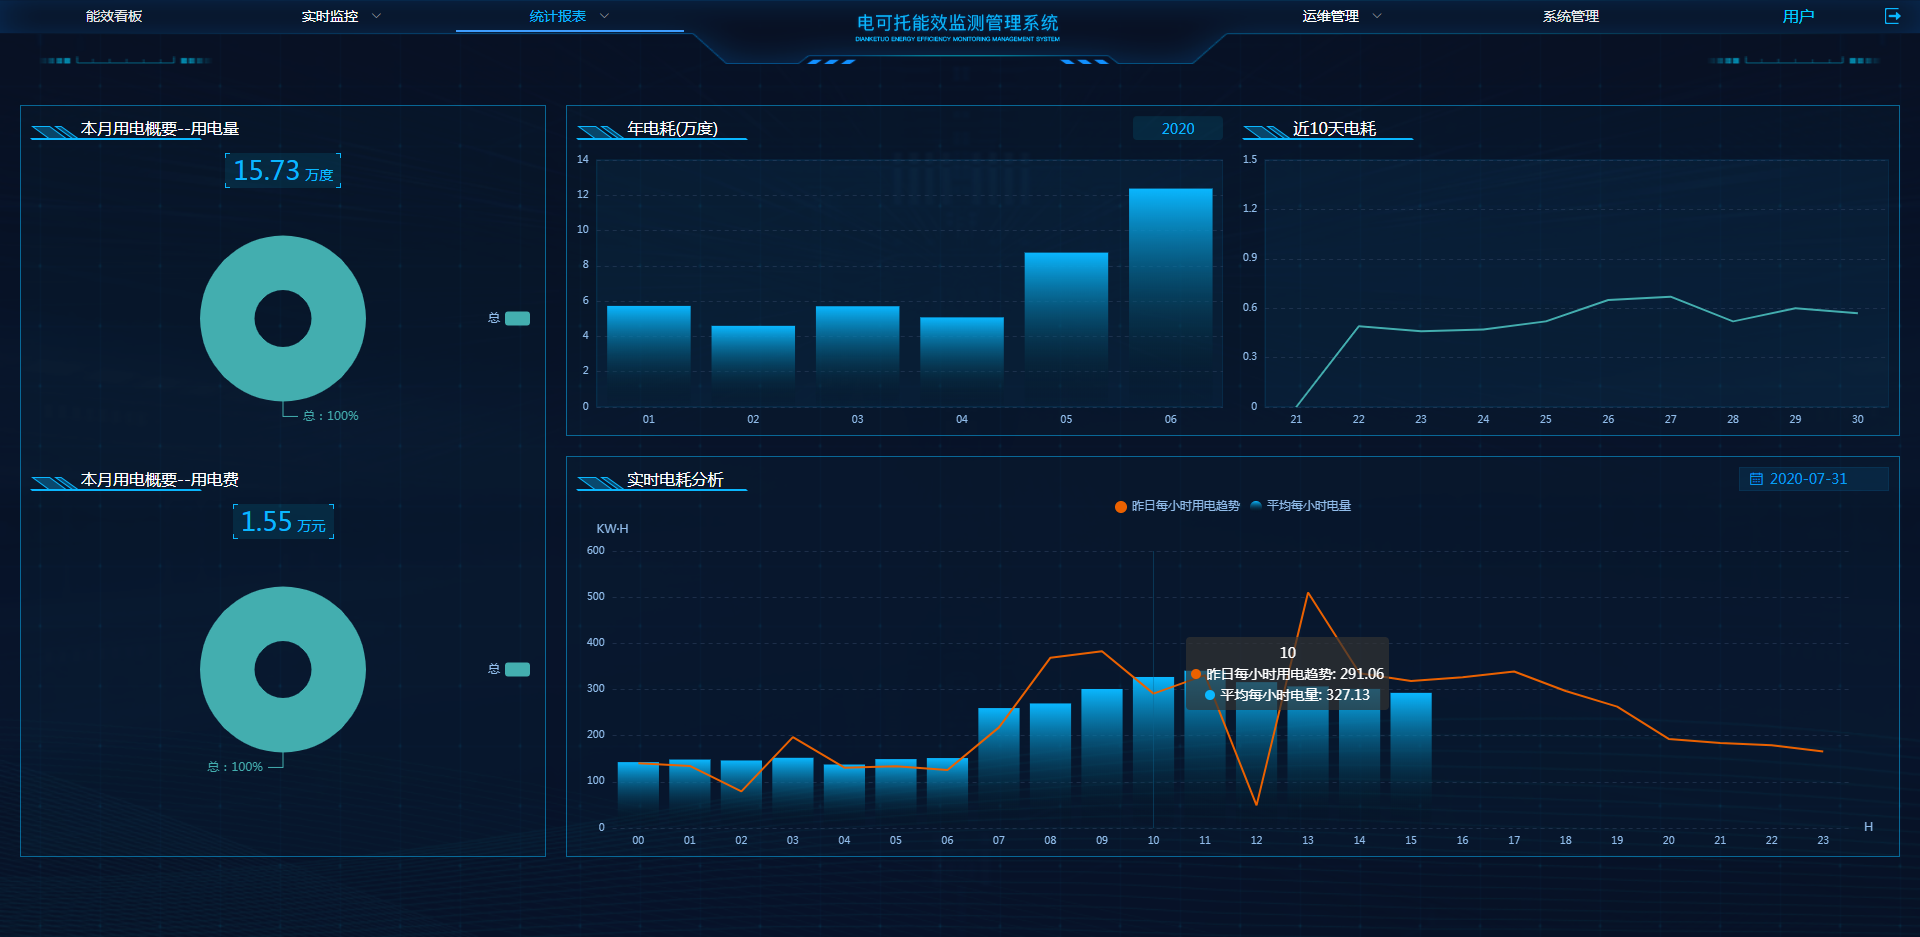 能效看板
实时监控
统计报表
电可托能效监测管理系统
DIANKETUO ENERGY EFFICIENCY MONITORING MANAGEMENT SYSTEM
运维管理
系统管理
用户
本月用电概要--用电量
15.73 万度
总
总 : 100%
本月用电概要--用电费
1.55 万元
总
总 : 100%
年电耗(万度)
2020
14
12
10
8
6
4
2
0
01 02 03 04 05 06
近10天电耗
1.5
1.2
0.9
0.6
0.3
0
21 22 23 24 25 26 27 28 29 30
实时电耗分析
2020-07-31
昨日每小时用电趋势 平均每小时电量
KW·H
600
500
400
300
200
100
0
10
昨日每小时用电趋势: 291.06
平均每小时电量: 327.13
00 01 02 03 04 05 06 07 08 09 10 11 12 13 14 15 16 17 18 19 20 21 22 23
H